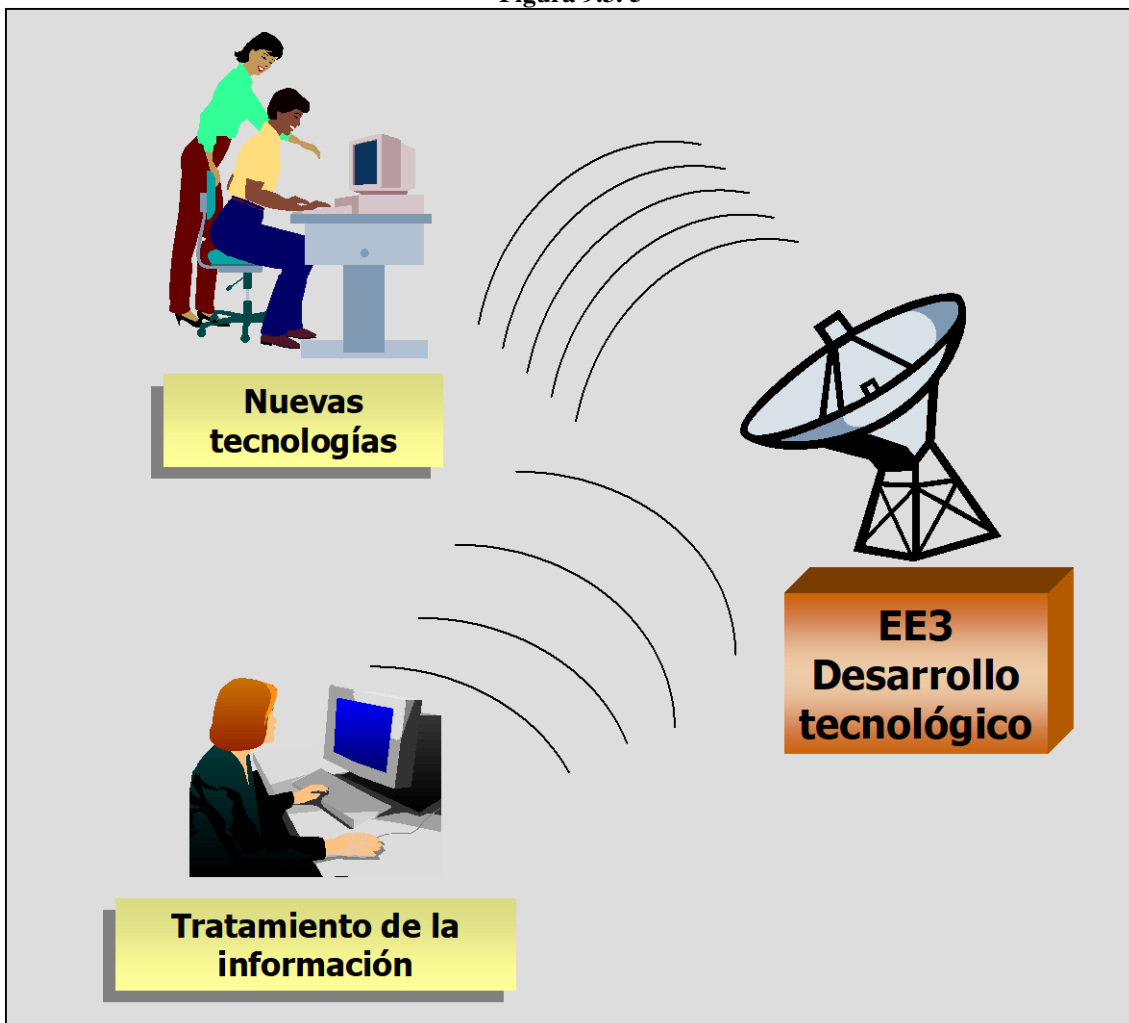 Nuevas
tecnologías
EE3
Desarrollo
tecnológico
Tratamiento de la
información